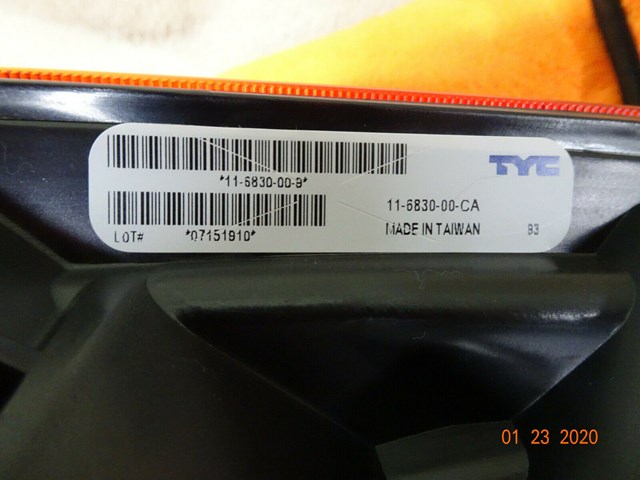 TYC
*11-6830-00-B*
11-6830-00-CA
LOT# *07151910* MADE IN TAIWAN B3
01 23 2020